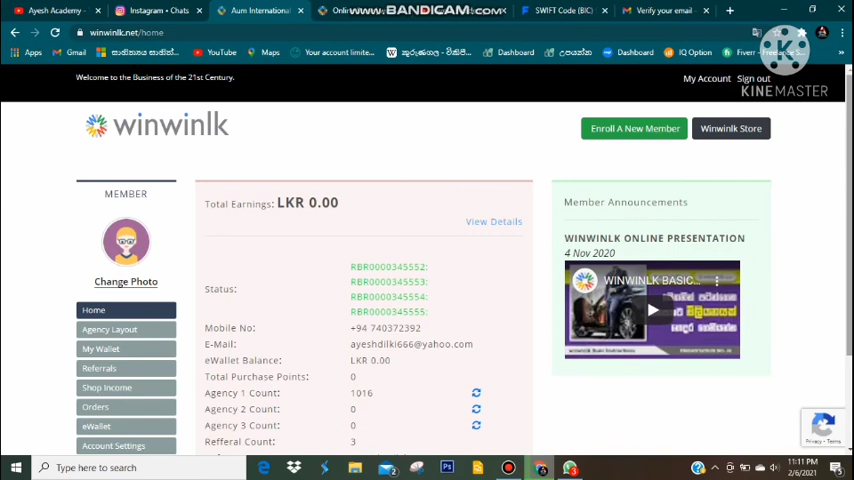 Ayesh Academy -
Instagram • Chats
Aum International
WWW.BANDICAM.COM
SWIFT Code (BIC)
Verify your email
winwinlk.net/home
Apps
Gmail
YouTube
Maps
Your account limite...
Dashboard
උපයන්න
Dashboard
IQ Option
Welcome to the Business of the 21st Century.
My Account Sign out
KINEMASTER
winwinlk
Enroll A New Member
Winwinlk Store
MEMBER
Change Photo
Home
Agency Layout
My Wallet
Referrals
Shop Income
Orders
eWallet
Account Settings
Total Earnings: LKR 0.00
View Details
Status:
RBR0000345552:
RBR0000345553:
RBR0000345554:
RBR0000345555:
Mobile No: +94 740372392
E-Mail: ayeshdilki666@yahoo.com
eWallet Balance: LKR 0.00
Total Purchase Points: 0
Agency 1 Count: 1016
Agency 2 Count: 0
Agency 3 Count: 0
Refferal Count: 3
Member Announcements
WINWINLK ONLINE PRESENTATION
4 Nov 2020
WINWINLK BASIC...
Privacy - Terms
Type here to search
11:11 PM
2/6/2021